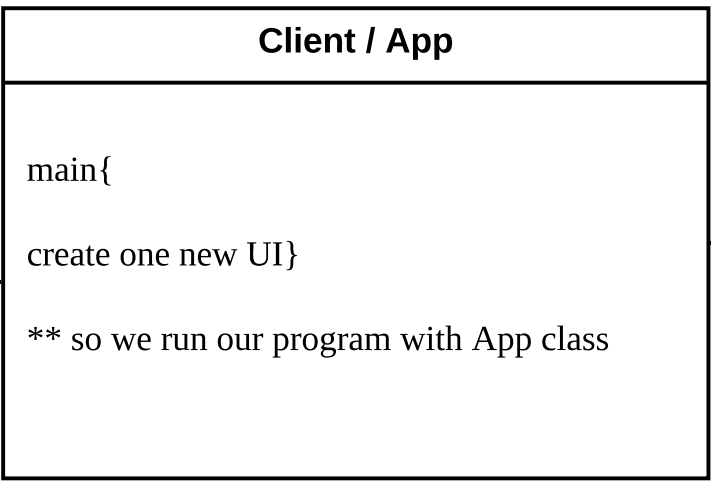 Client / App
main{
create one new UI}
** so we run our program with App class